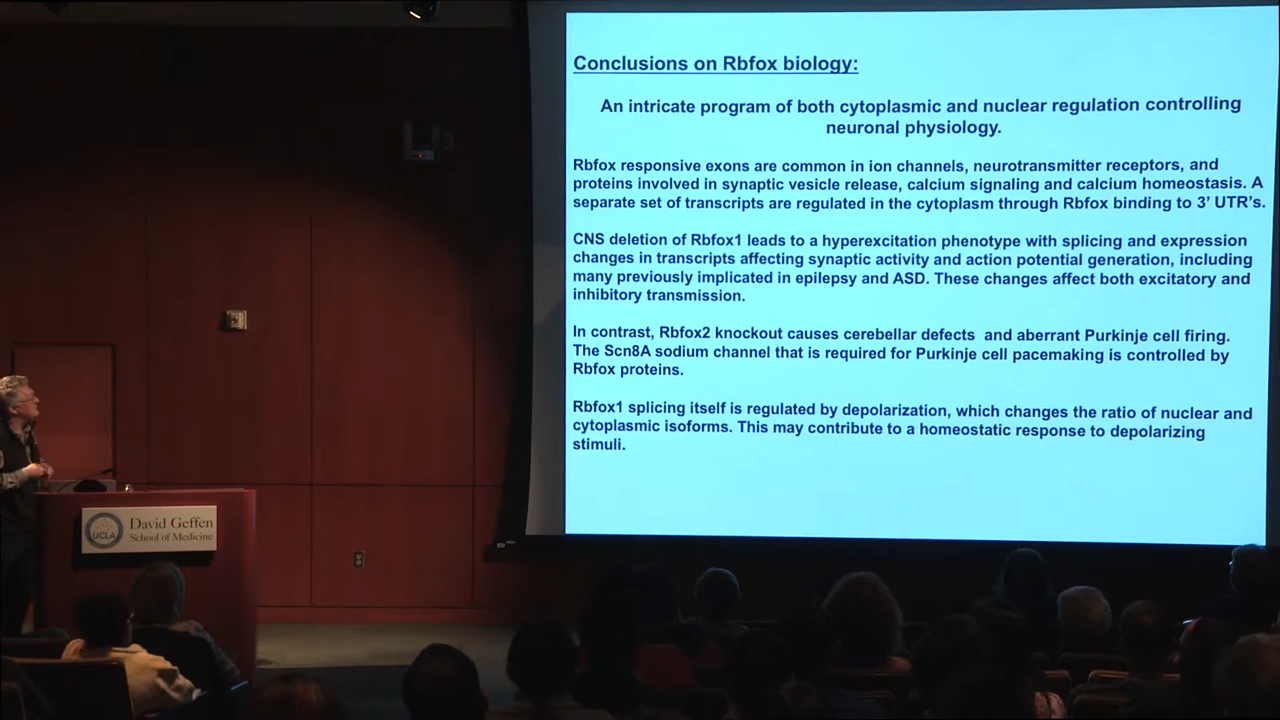 Conclusions on Rbfox biology:
An intricate program of both cytoplasmic and nuclear regulation controlling
neuronal physiology.
Rbfox responsive exons are common in ion channels, neurotransmitter receptors, and
proteins involved in synaptic vesicle release, calcium signaling and calcium homeostasis. A
separate set of transcripts are regulated in the cytoplasm through Rbfox binding to 3' UTR's.
CNS deletion of Rbfox1 leads to a hyperexcitation phenotype with splicing and expression
changes in transcripts affecting synaptic activity and action potential generation, including
many previously implicated in epilepsy and ASD. These changes affect both excitatory and
inhibitory transmission.
In contrast, Rbfox2 knockout causes cerebellar defects and aberrant Purkinje cell firing.
The Scn8A sodium channel that is required for Purkinje cell pacemaking is controlled by
Rbfox proteins.
Rbfox1 splicing itself is regulated by depolarization, which changes the ratio of nuclear and
cytoplasmic isoforms. This may contribute to a homeostatic response to depolarizing
stimuli.
UCLA
David Geffen
School of Medicine